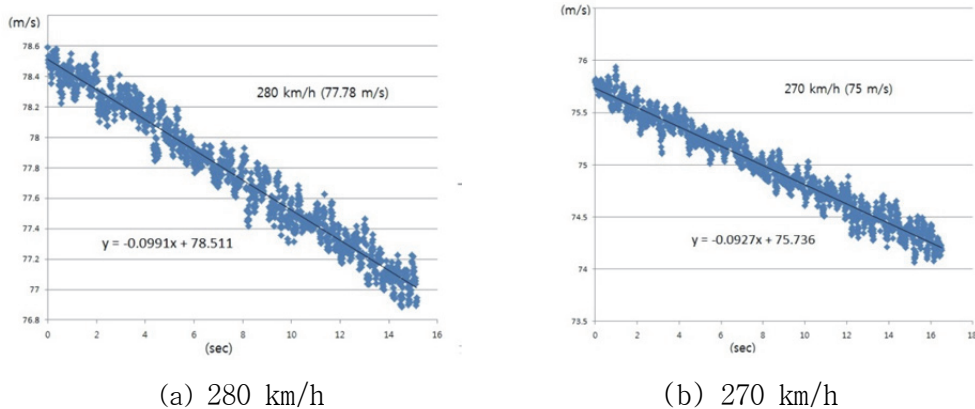 (m/s)
78.6
78.4
78.2
78
77.8
77.6
77.4
77.2
77
76.8
280 km/h (77.78 m/s)
y = -0.0991x + 78.511
0 2 4 6 8 10 12 14 16
(sec)
(a) 280 km/h
(m/s)
76
75.5
75
74.5
74
73.5
270 km/h (75 m/s)
y = -0.0927x + 75.736
0 2 4 6 8 10 12 14 16 18
(sec)
(b) 270 km/h